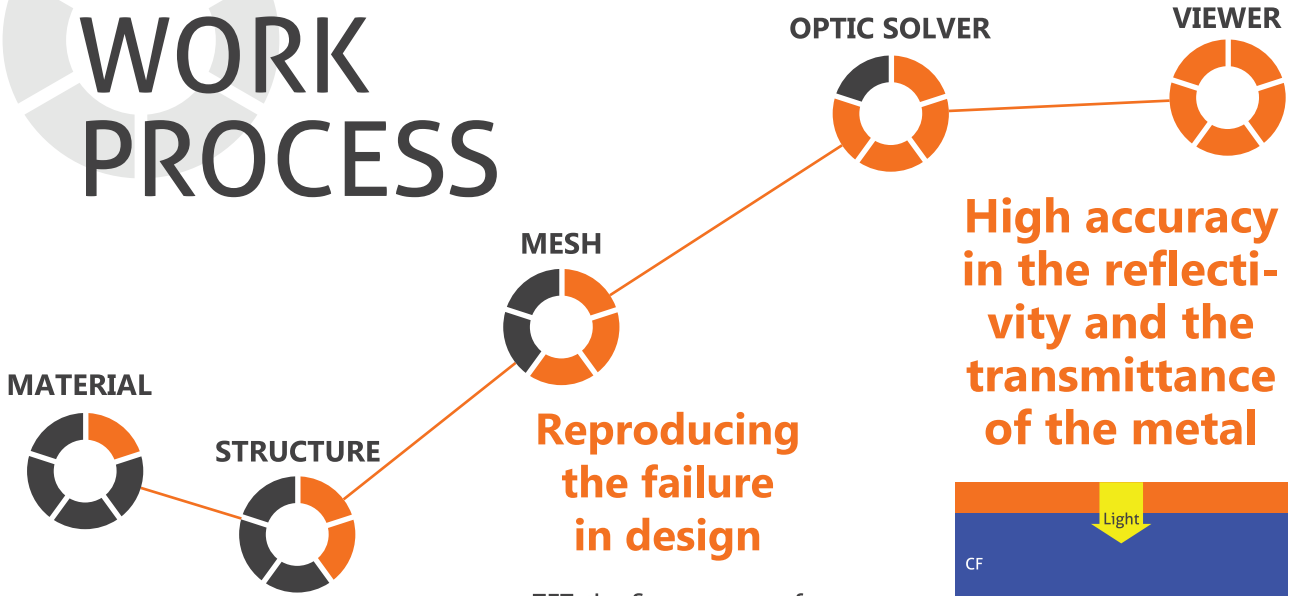 WORK
PROCESS
OPTIC SOLVER
VIEWER
MESH
MATERIAL
STRUCTURE
Reproducing
the failure
in design
High accuracy
in the reflecti-
vity and the
transmittance
of the metal
Light
CF